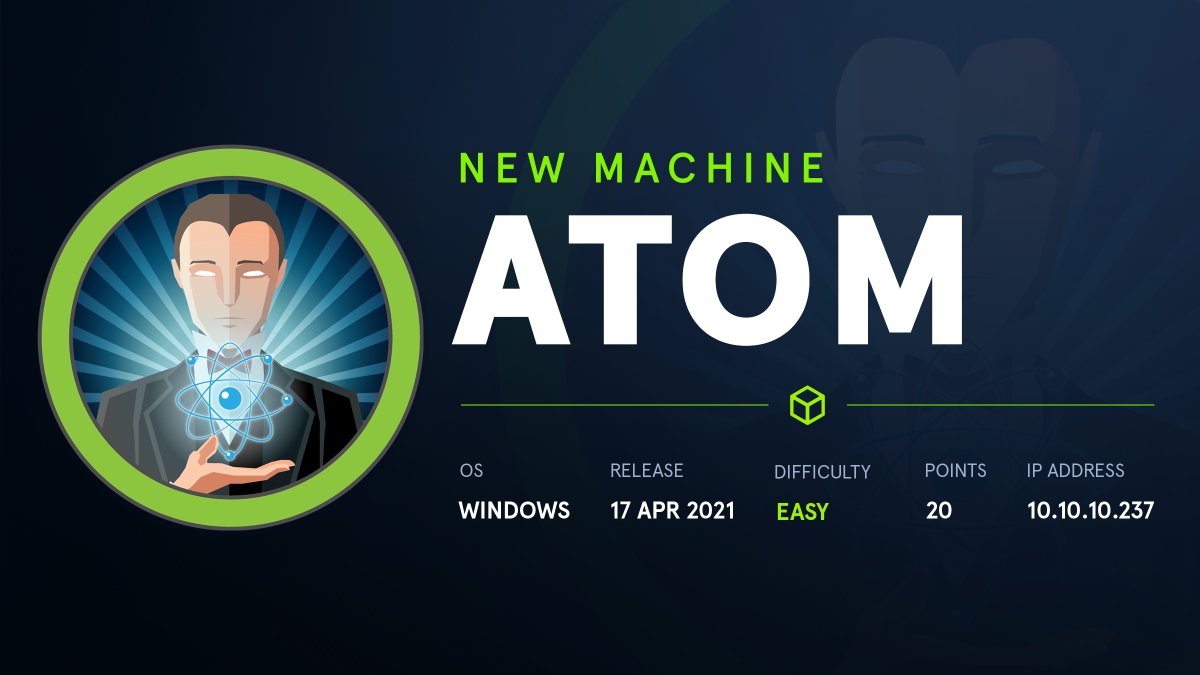 NEW MACHINE
ATOM
OS RELEASE DIFFICULTY POINTS IP ADDRESS
WINDOWS 17 APR 2021 EASY 20 10.10.10.237